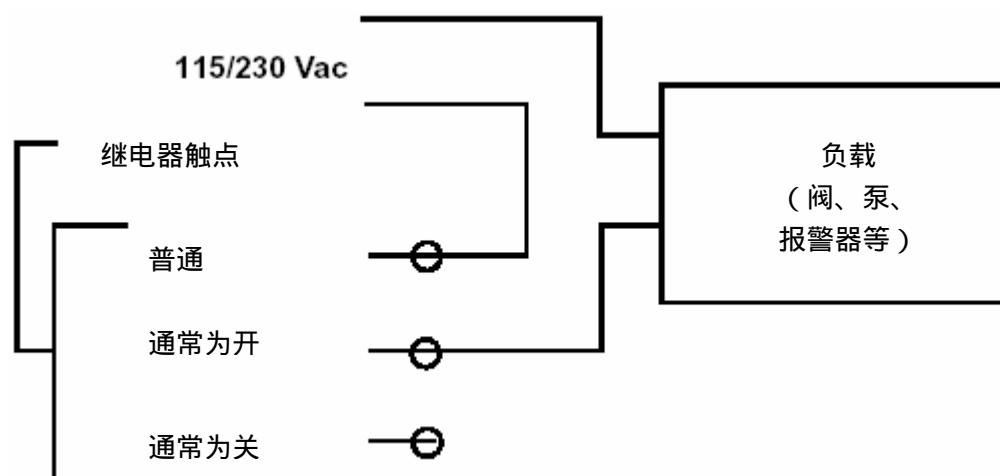 115/230 Vac
继电器触点
普通
通常为开
通常为关
负载
（阀、泵、
报警器等）